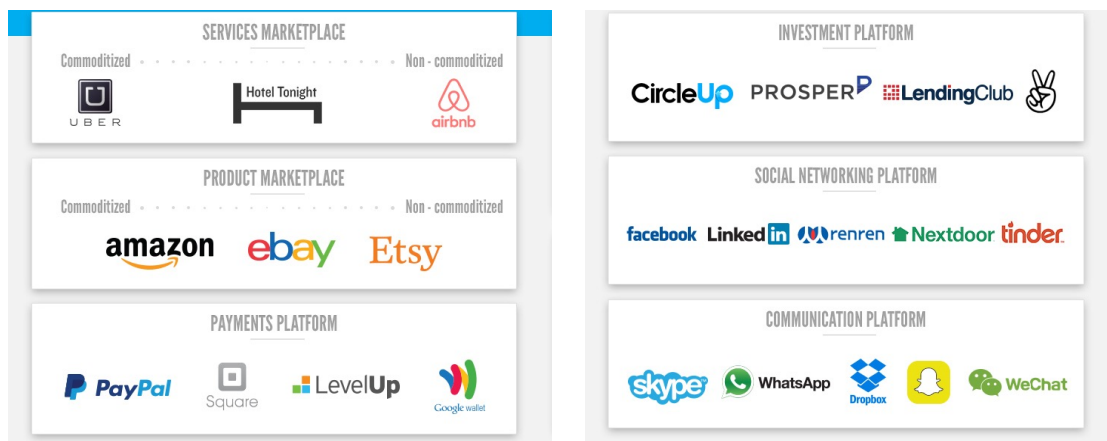 SERVICES MARKETPLACE
Commoditized Non - commoditized
UBER
Hotel Tonight
airbnb
PRODUCT MARKETPLACE
Commoditized Non - commoditized
amazon ebay Etsy
PAYMENTS PLATFORM
PayPal Square LevelUp Google wallet
INVESTMENT PLATFORM
CircleUp PROSPER LendingClub
SOCIAL NETWORKING PLATFORM
facebook Linked in renren Nextdoor tinder
COMMUNICATION PLATFORM
skype WhatsApp Dropbox WeChat